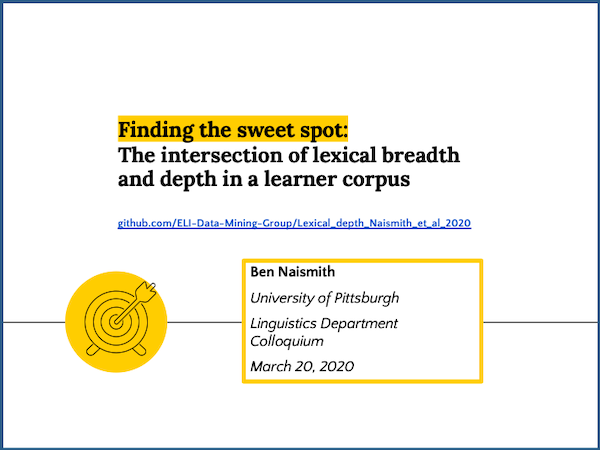 Finding the sweet spot:
The intersection of lexical breadth
and depth in a learner corpus
github.com/ELI-Data-Mining-Group/Lexical_depth_Naismith_et_al_2020
Ben Naismith
University of Pittsburgh
Linguistics Department
Colloquium
March 20, 2020